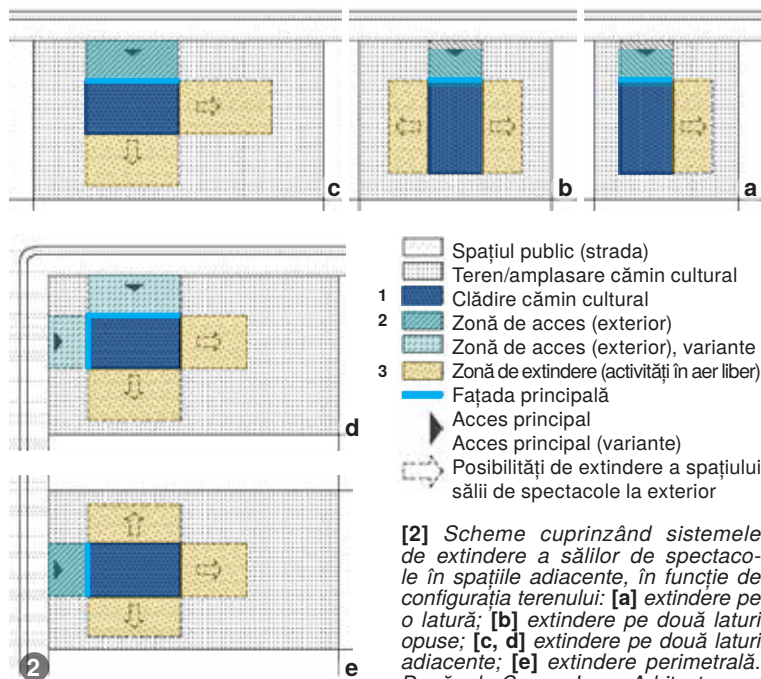 c
b
a
d
2
e
Spațiul public (strada)
Teren/amplasare cămin cultural
1 Clădire cămin cultural
2 Zonă de acces (exterior)
Zonă de acces (exterior), variante
3 Zonă de extindere (activități în aer liber)
Fațada principală
Acces principal
Acces principal (variante)
Posibilități de extindere a spațiului
sălii de spectacole la exterior
[2] Scheme cuprinzând sistemele
de extindere a sălilor de spectaco-
le în spațiile adiacente, în funcție de
configurația terenului: [a] extindere pe
o latură; [b] extindere pe două laturi
opuse; [c, d] extindere pe două laturi
adiacente; [e] extindere perimetrală.